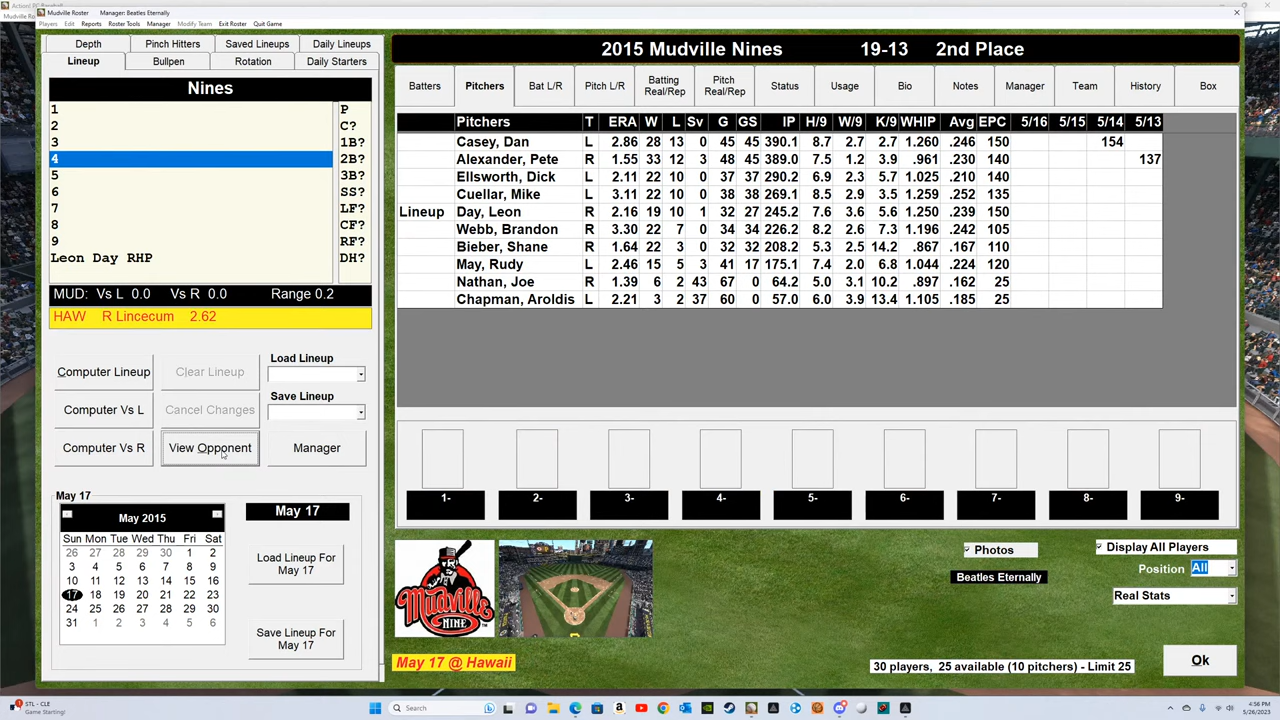 Action! PC Baseball
Mudville Roster Manager: Beatles Eternally
Players Edit Reports Roster Tools Manager Modify Team Exit Roster Quit Game
Depth Pinch Hitters Saved Lineups Daily Lineups
Lineup Bullpen Rotation Daily Starters
Nines
1 P
2 C?
3 1B?
4 2B?
5 3B?
6 SS?
7 LF?
8 CF?
9 RF?
Leon Day RHP DH?
MUD: Vs L 0.0 Vs R 0.0 Range 0.2
HAW R Lincecum 2.62
Computer Lineup Clear Lineup Load Lineup
Computer Vs L Cancel Changes Save Lineup
Computer Vs R View Opponent Manager
May 17
May 2015
Sun Mon Tue Wed Thu Fri Sat
26 27 28 29 30 1 2
3 4 5 6 7 8 9
10 11 12 13 14 15 16
17 18 19 20 21 22 23
24 25 26 27 28 29 30
31 1 2 3 4 5 6
May 17
Load Lineup For May 17
Save Lineup For May 17
2015 Mudville Nines 19-13 2nd Place
Batters Pitchers Bat L/R Pitch L/R Batting Real/Rep Pitch Real/Rep Status Usage Bio Notes Manager Team History Box
Pitchers T ERA W L Sv G GS IP H/9 W/9 K/9 WHIP Avg EPC 5/16 5/15 5/14 5/13
Casey, Dan L 2.86 28 13 0 45 45 390.1 8.7 2.7 2.7 1.260 .246 150 154
Alexander, Pete R 1.55 33 12 3 48 45 389.0 7.5 1.2 3.9 .961 .230 140 137
Ellsworth, Dick L 2.11 22 10 0 37 37 290.2 6.9 2.3 5.7 1.025 .210 140
Cuellar, Mike L 3.11 22 10 0 38 38 269.1 8.5 2.9 3.5 1.259 .252 135
Lineup Day, Leon R 2.16 19 10 1 32 27 245.2 7.6 3.6 5.6 1.250 .239 150
Webb, Brandon R 3.30 22 7 0 34 34 226.2 8.2 2.6 7.3 1.196 .242 105
Bieber, Shane R 1.64 22 3 0 32 32 208.2 5.3 2.5 14.2 .867 .167 110
May, Rudy L 2.46 15 5 3 41 17 175.1 7.4 2.0 6.8 1.044 .224 120
Nathan, Joe R 1.39 6 2 43 67 0 64.2 5.0 3.1 10.2 .897 .162 25
Chapman, Aroldis L 2.21 3 2 37 60 0 57.0 6.0 3.9 13.4 1.105 .185 25
1- 2- 3- 4- 5- 6- 7- 8- 9-
MUDVILLE
NINE
Photos
Beatles Eternally
Display All Players
Position All
Real Stats
May 17 @ Hawaii
30 players, 25 available (10 pitchers) - Limit 25
Ok
STL - CLE
Game Starting!
Search
4:56 PM
5/26/2023